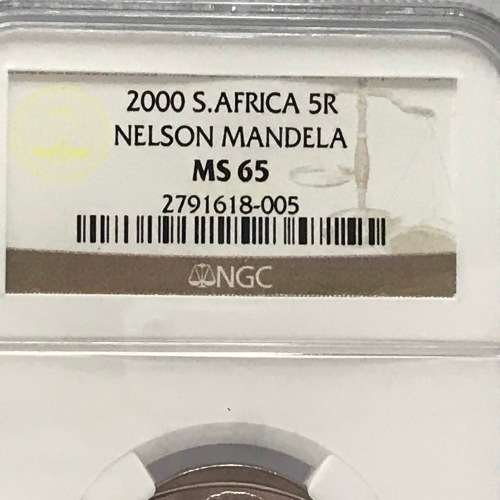 2000 S.AFRICA 5R
NELSON MANDELA
MS 65
2791618-005
NGC